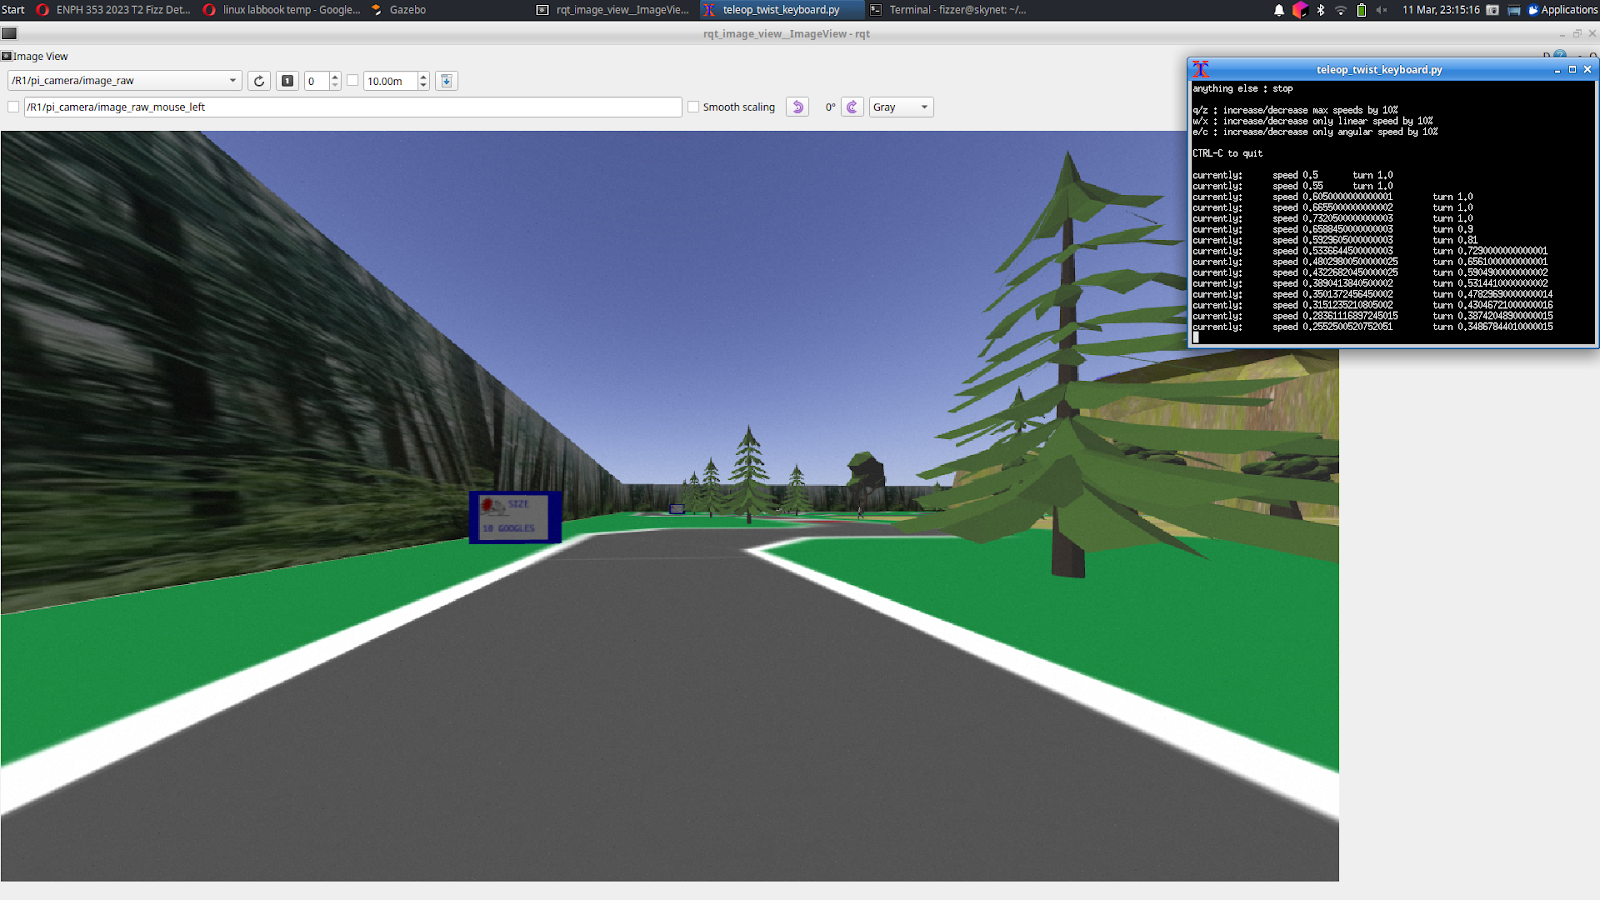 Start
ENPH 353 2023 T2 Fizz Det...
linux labbook temp - Google...
Gazebo
rqt_image_view__ImageVie...
teleop_twist_keyboard.py
Terminal - fizzer@skynet: ~/...
11 Mar, 23:15:16
Applications
rqt_image_view__ImageView - rqt
Image View
/R1/pi_camera/image_raw
1
0
10.00m
/R1/pi_camera/image_raw_mouse_left
Smooth scaling
0°
Gray
teleop_twist_keyboard.py
anything else : stop
q/z : increase/decrease max speeds by 10%
w/x : increase/decrease only linear speed by 10%
e/c : increase/decrease only angular speed by 10%
CTRL-C to quit
currently: speed 0.5 turn 1.0
currently: speed 0.55 turn 1.0
currently: speed 0.6050000000000001 turn 1.0
currently: speed 0.6655000000000002 turn 1.0
currently: speed 0.7320500000000003 turn 1.0
currently: speed 0.6588450000000003 turn 0.9
currently: speed 0.5929605000000003 turn 0.81
currently: speed 0.5336644500000003 turn 0.7290000000000001
currently: speed 0.48029800500000025 turn 0.6561000000000001
currently: speed 0.43226820450000025 turn 0.5904900000000002
currently: speed 0.3890413840500002 turn 0.5314410000000002
currently: speed 0.3501372456450002 turn 0.47829690000000014
currently: speed 0.3151235210805002 turn 0.43046721000000016
currently: speed 0.28361116897245015 turn 0.38742048900000015
currently: speed 0.2552500520752051 turn 0.34867844010000015
SIZE
10 GOOGLES